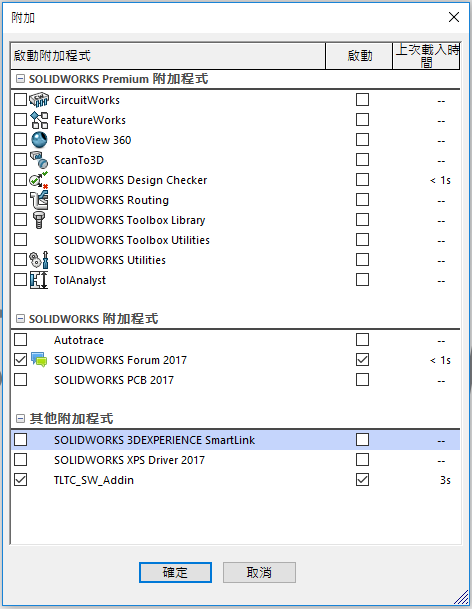 附加
啟動附加程式 啟動 上次載入時間
SOLIDWORKS Premium 附加程式
CircuitWorks --
FeatureWorks --
PhotoView 360 --
ScanTo3D --
SOLIDWORKS Design Checker < 1s
SOLIDWORKS Routing --
SOLIDWORKS Toolbox Library --
SOLIDWORKS Toolbox Utilities --
SOLIDWORKS Utilities --
TolAnalyst --
SOLIDWORKS 附加程式
Autotrace --
SOLIDWORKS Forum 2017 < 1s
SOLIDWORKS PCB 2017 --
其他附加程式
SOLIDWORKS 3DEXPERIENCE SmartLink --
SOLIDWORKS XPS Driver 2017 --
TLTC_SW_Addin 3s
確定 取消